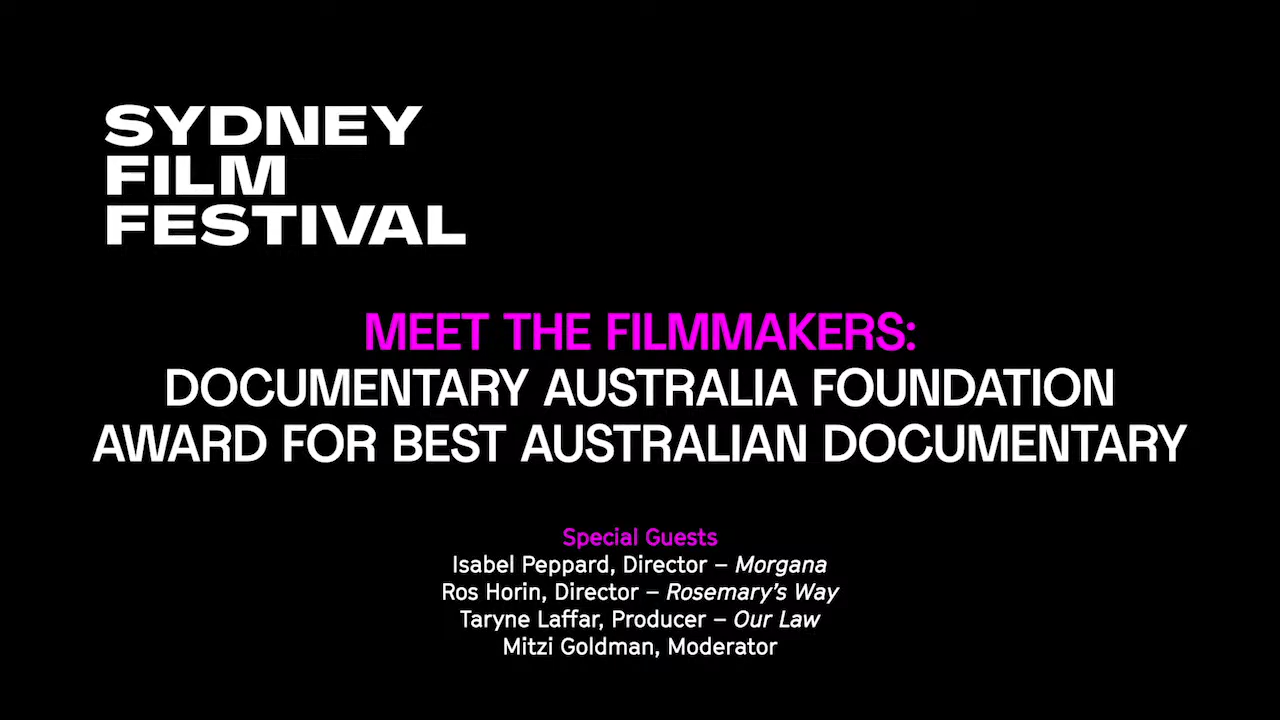 SYDNEY
FILM
FESTIVAL
MEET THE FILMMAKERS:
DOCUMENTARY AUSTRALIA FOUNDATION
AWARD FOR BEST AUSTRALIAN DOCUMENTARY
Special Guests
Isabel Peppard, Director – Morgana
Ros Horin, Director – Rosemary’s Way
Taryne Laffar, Producer – Our Law
Mitzi Goldman, Moderator